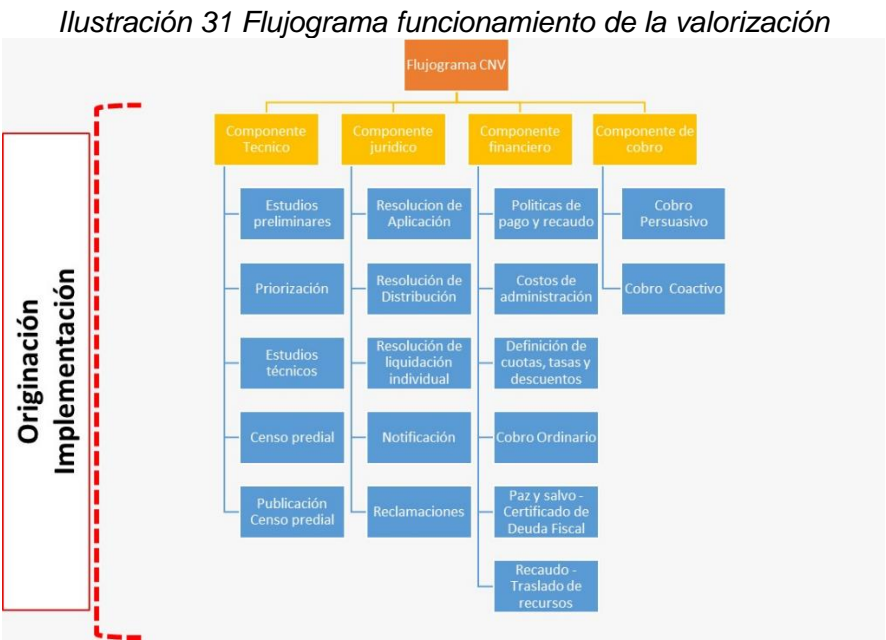 Ilustración 31 Flujograma funcionamiento de la valorización
Flujograma CNV
Originación
Implementación
Componente
Tecnico
Estudios
preliminares
Priorización
Estudios
técnicos
Censo predial
Publicación
Censo predial
Componente
juridico
Resolucion de
Aplicación
Resolución de
Distribución
Resolución de
liquidación
individual
Notificación
Reclamaciones
Componente
financiero
Politicas de
pago y recaudo
Costos de
administración
Definición de
cuotas, tasas y
descuentos
Cobro Ordinario
Paz y salvo -
Certificado de
Deuda Fiscal
Recaudo -
Traslado de
recursos
Componente de
cobro
Cobro
Persuasivo
Cobro Coactivo